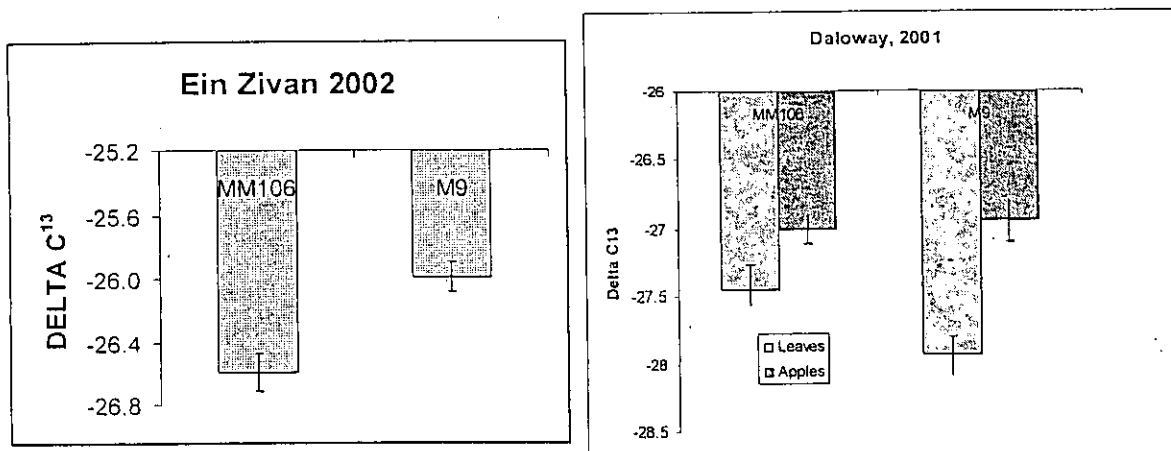 Ein Zivan 2002
DELTA C¹³
-25.2
-25.6
-26.0
-26.4
-26.8
MM106
M9
Daloway, 2001
Delta C13
-26
-26.5
-27
-27.5
-28
-28.5
MM106
M9
Leaves
Apples